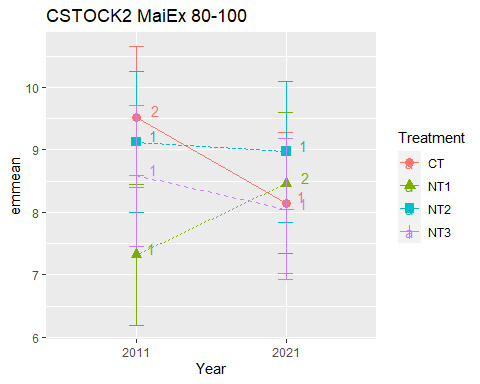 CSTOCK2 MaiEx 80-100
emmean
10
9
8
7
6
2
1
1
1
1
2
1
1
2011
2021
Year
Treatment
a CT
a NT1
a NT2
a NT3